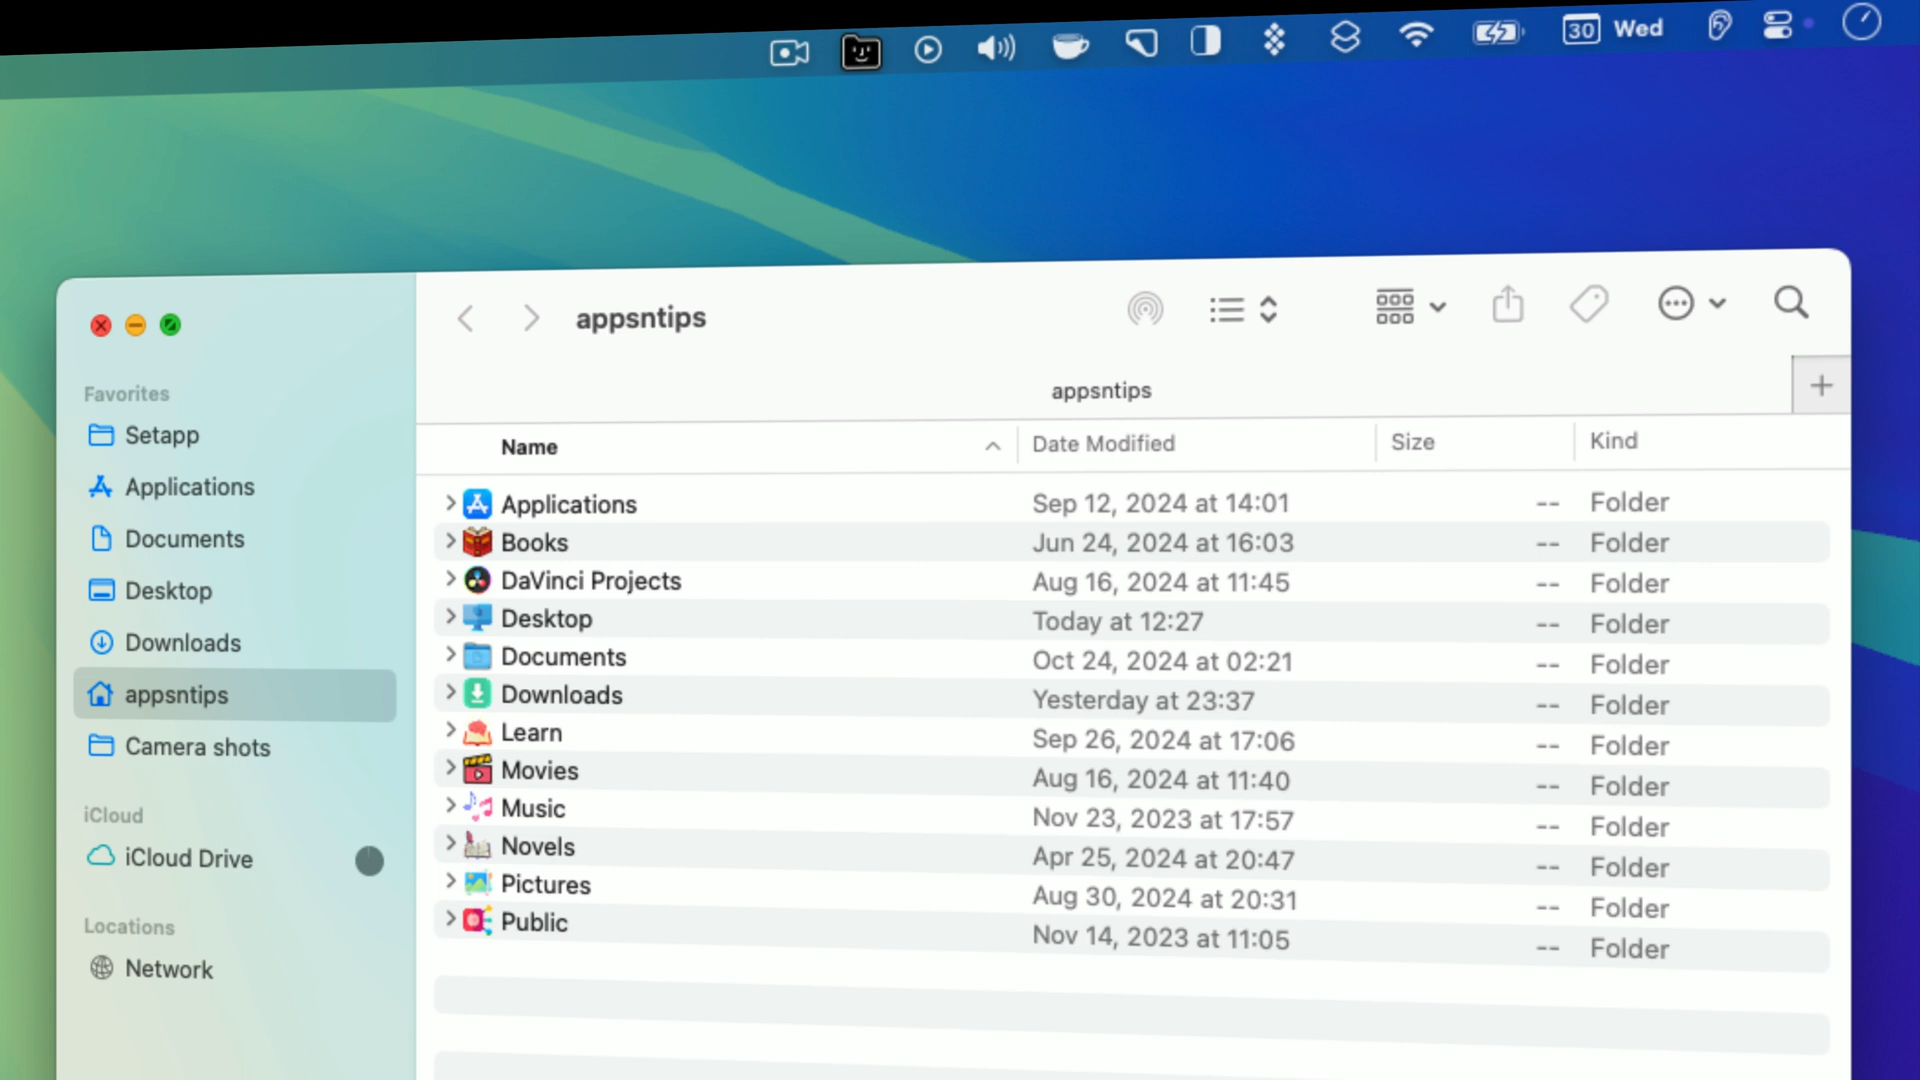 30 Wed
appsntips
appsntips
+
Favorites
Setapp
Applications
Documents
Desktop
Downloads
appsntips
Camera shots
iCloud
iCloud Drive
Locations
Network
Name Date Modified Size Kind
Applications Sep 12, 2024 at 14:01 -- Folder
Books Jun 24, 2024 at 16:03 -- Folder
DaVinci Projects Aug 16, 2024 at 11:45 -- Folder
Desktop Today at 12:27 -- Folder
Documents Oct 24, 2024 at 02:21 -- Folder
Downloads Yesterday at 23:37 -- Folder
Learn Sep 26, 2024 at 17:06 -- Folder
Movies Aug 16, 2024 at 11:40 -- Folder
Music Nov 23, 2023 at 17:57 -- Folder
Novels Apr 25, 2024 at 20:47 -- Folder
Pictures Aug 30, 2024 at 20:31 -- Folder
Public Nov 14, 2023 at 11:05 -- Folder